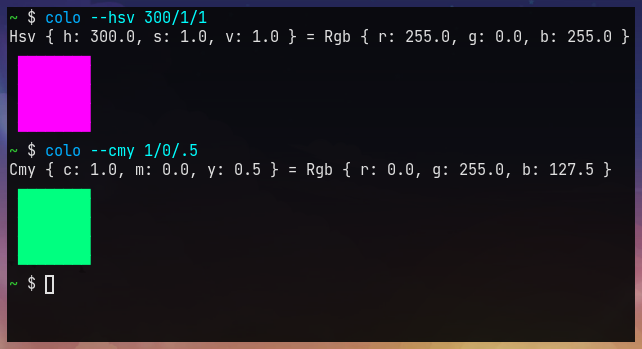 ~ $ colo --hsv 300/1/1
Hsv { h: 300.0, s: 1.0, v: 1.0 } = Rgb { r: 255.0, g: 0.0, b: 255.0 }
~ $ colo --cmy 1/0/.5
Cmy { c: 1.0, m: 0.0, y: 0.5 } = Rgb { r: 0.0, g: 255.0, b: 127.5 }
~ $